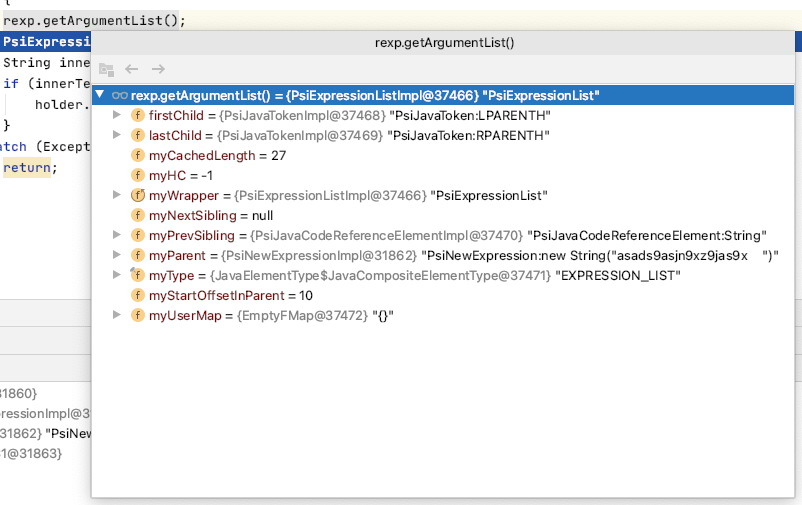 {
rexp.getArgumentList();
PsiExpressi
String inne
if (innerTe
holder.
}
atch (Except
return;
rexp.getArgumentList()
rexp.getArgumentList() = {PsiExpressionListImpl@37466} "PsiExpressionList"
firstChild = {PsiJavaTokenImpl@37468} "PsiJavaToken:LPARENTH"
lastChild = {PsiJavaTokenImpl@37469} "PsiJavaToken:RPARENTH"
myCachedLength = 27
myHC = -1
myWrapper = {PsiExpressionListImpl@37466} "PsiExpressionList"
myNextSibling = null
myPrevSibling = {PsiJavaCodeReferenceElementImpl@37470} "PsiJavaCodeReferenceElement:String"
myParent = {PsiNewExpressionImpl@31862} "PsiNewExpression:new String("asads9asjn9xz9jas9x    ")"
myType = {JavaElementType$JavaCompositeElementType@37471} "EXPRESSION_LIST"
myStartOffsetInParent = 10
myUserMap = {EmptyFMap@37472} "{}"
31860}
pressionImpl@31
31862} "PsiNew
1@31863}